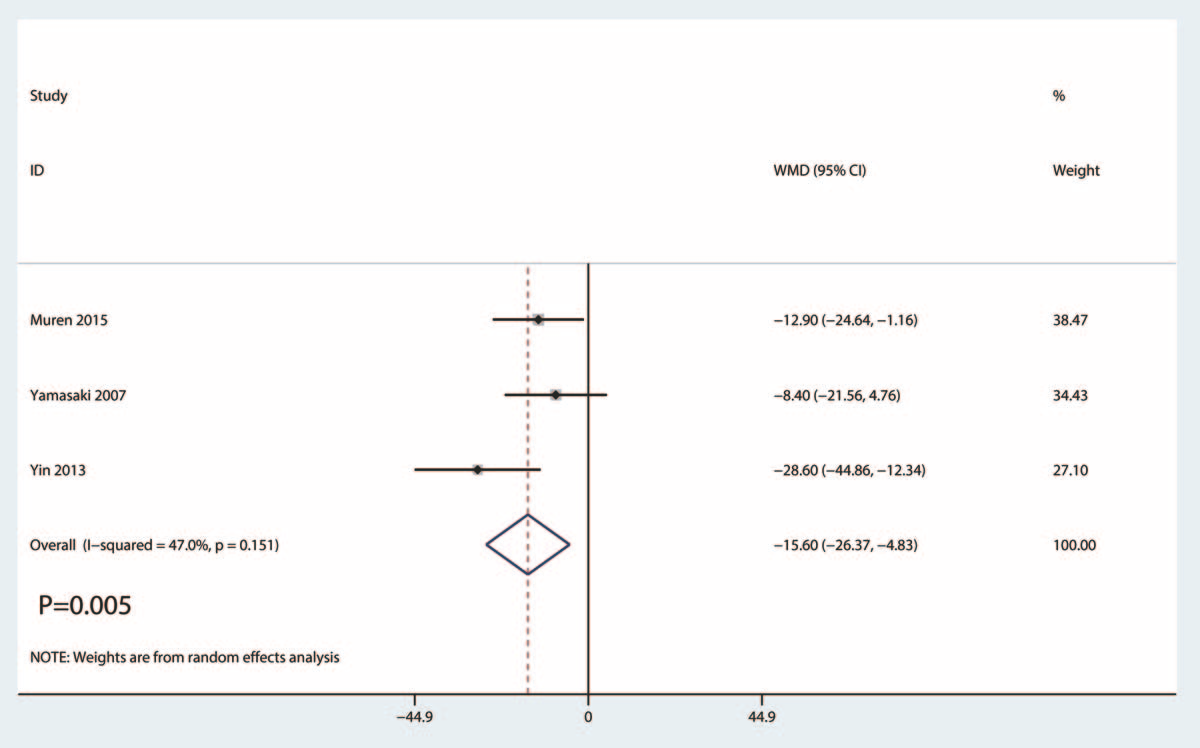 Study %
ID WMD (95% CI) Weight
Muren 2015 −12.90 (−24.64, −1.16) 38.47
Yamasaki 2007 −8.40 (−21.56, 4.76) 34.43
Yin 2013 −28.60 (−44.86, −12.34) 27.10
Overall (I−squared = 47.0%, p = 0.151) −15.60 (−26.37, −4.83) 100.00
P=0.005
NOTE: Weights are from random effects analysis
−44.9 0 44.9